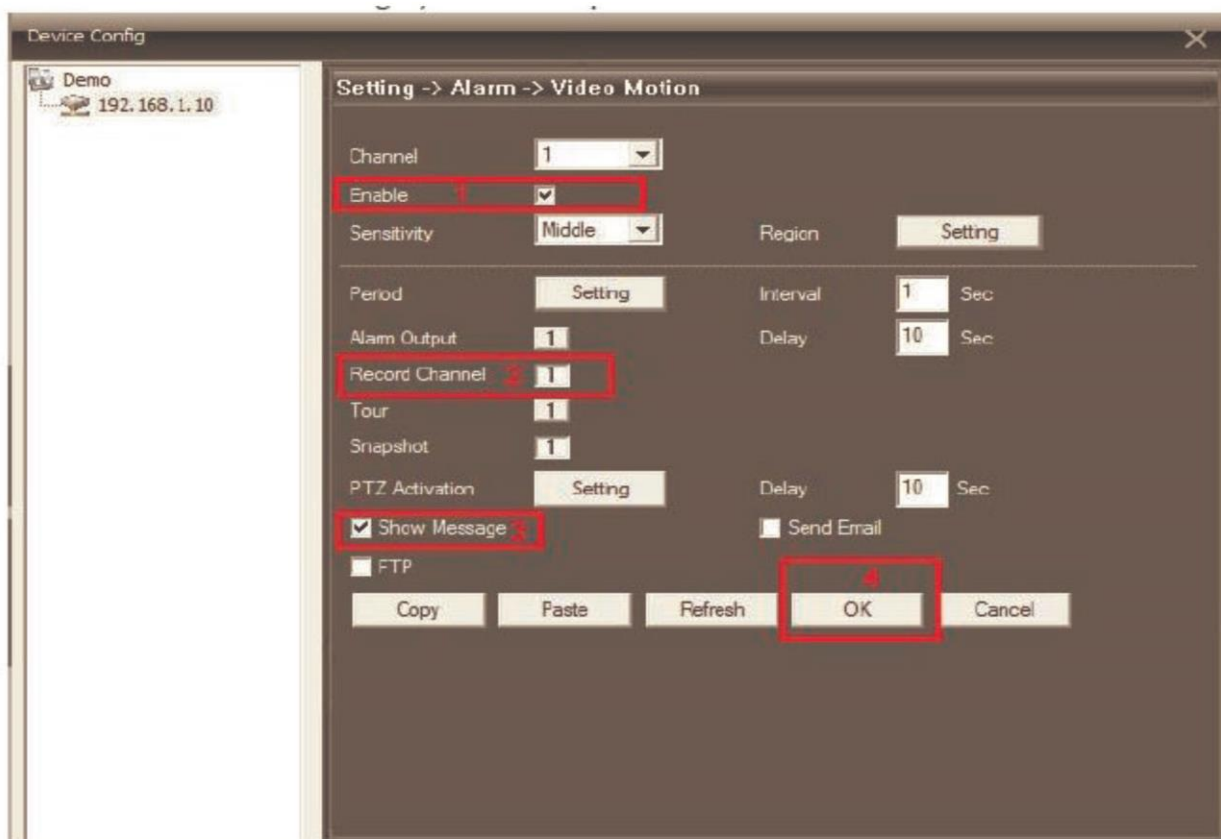 Device Config
Demo
192.168.1.10
Setting -> Alarm -> Video Motion
Channel 1
Enable 1
Sensitivity Middle Region Setting
Period Setting Interval 1 Sec
Alarm Output 1 Delay 10 Sec
Record Channel 2 1
Tour 1
Snapshot 1
PTZ Activation Setting Delay 10 Sec
Show Message 3 Send Email
FTP
4
Copy Paste Refresh OK Cancel